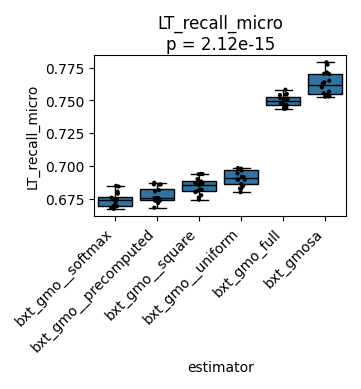 LT_recall_micro
p = 2.12e-15
LT_recall_micro
0.775
0.750
0.725
0.700
0.675
bxt_gmo__softmax
bxt_gmo__precomputed
bxt_gmo__square
bxt_gmo__uniform
bxt_gmo_full
bxt_gmosa
estimator